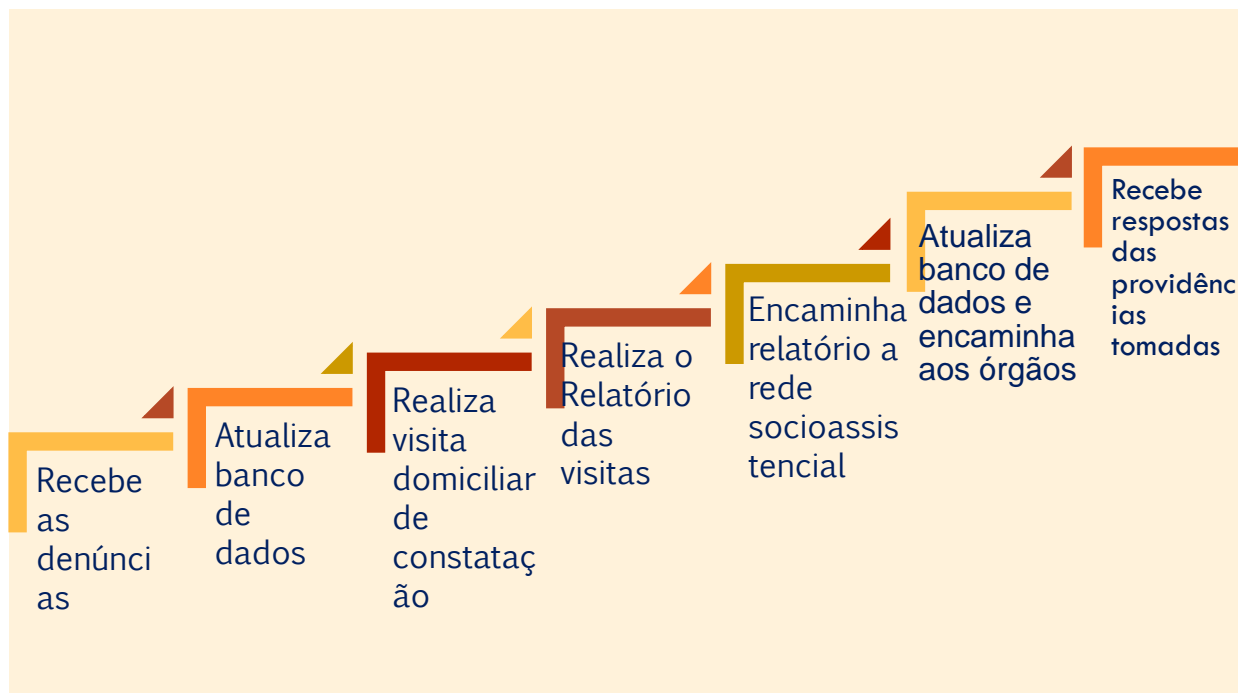 Recebe
as
denúnci
as
Atualiza
banco
de
dados
Realiza
visita
domiciliar
de
constataç
ão
Realiza o
Relatório
das
visitas
Encaminha
relatório a
rede
socioassis
tencial
Atualiza
banco de
dados e
encaminha
aos órgãos
Recebe
respostas
das
providênc
ias
tomadas